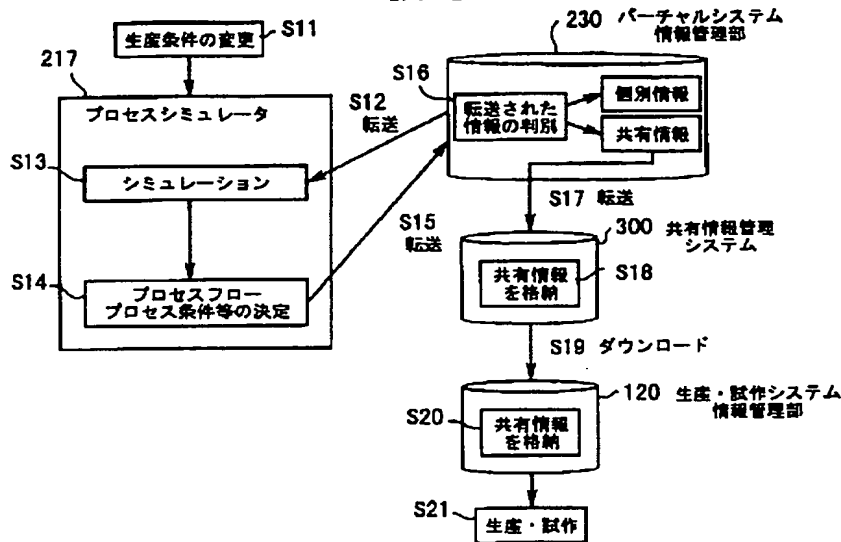 生産条件の変更
S11
217
プロセスシミュレータ
S12
転送
S13
シミュレーション
S14
プロセスフロー
プロセス条件等の決定
S15
転送
230 バーチャルシステム
情報管理部
S16
転送された
情報の判別
個別情報
共有情報
S17 転送
300 共有情報管理
システム
共有情報
を格納
S18
S19 ダウンロード
120 生産・試作システム
情報管理部
S20
共有情報
を格納
S21
生産・試作